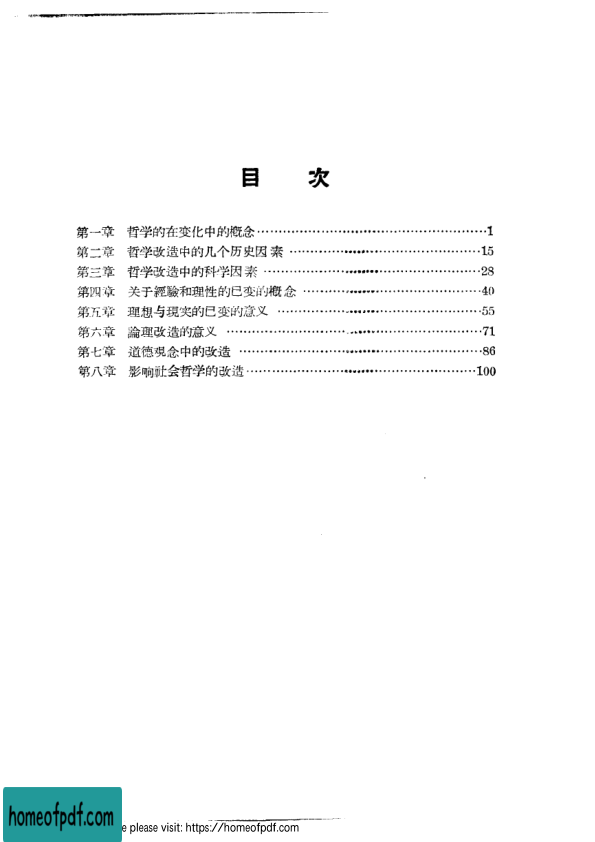 目 次
第一章 哲学的在变化中的概念……………………………………1
第二章 哲学改造中的几个历史因素……………………………………15
第三章 哲学改造中的科学因素……………………………………28
第四章 关于經驗和理性的已变的概念……………………………………40
第五章 理想与現实的已变的意义……………………………………55
第六章 論理改造的意义……………………………………71
第七章 道德观念中的改造……………………………………86
第八章 影响社会哲学的改造……………………………………100
homeofpdf.com
e please visit: https://homeofpdf.com